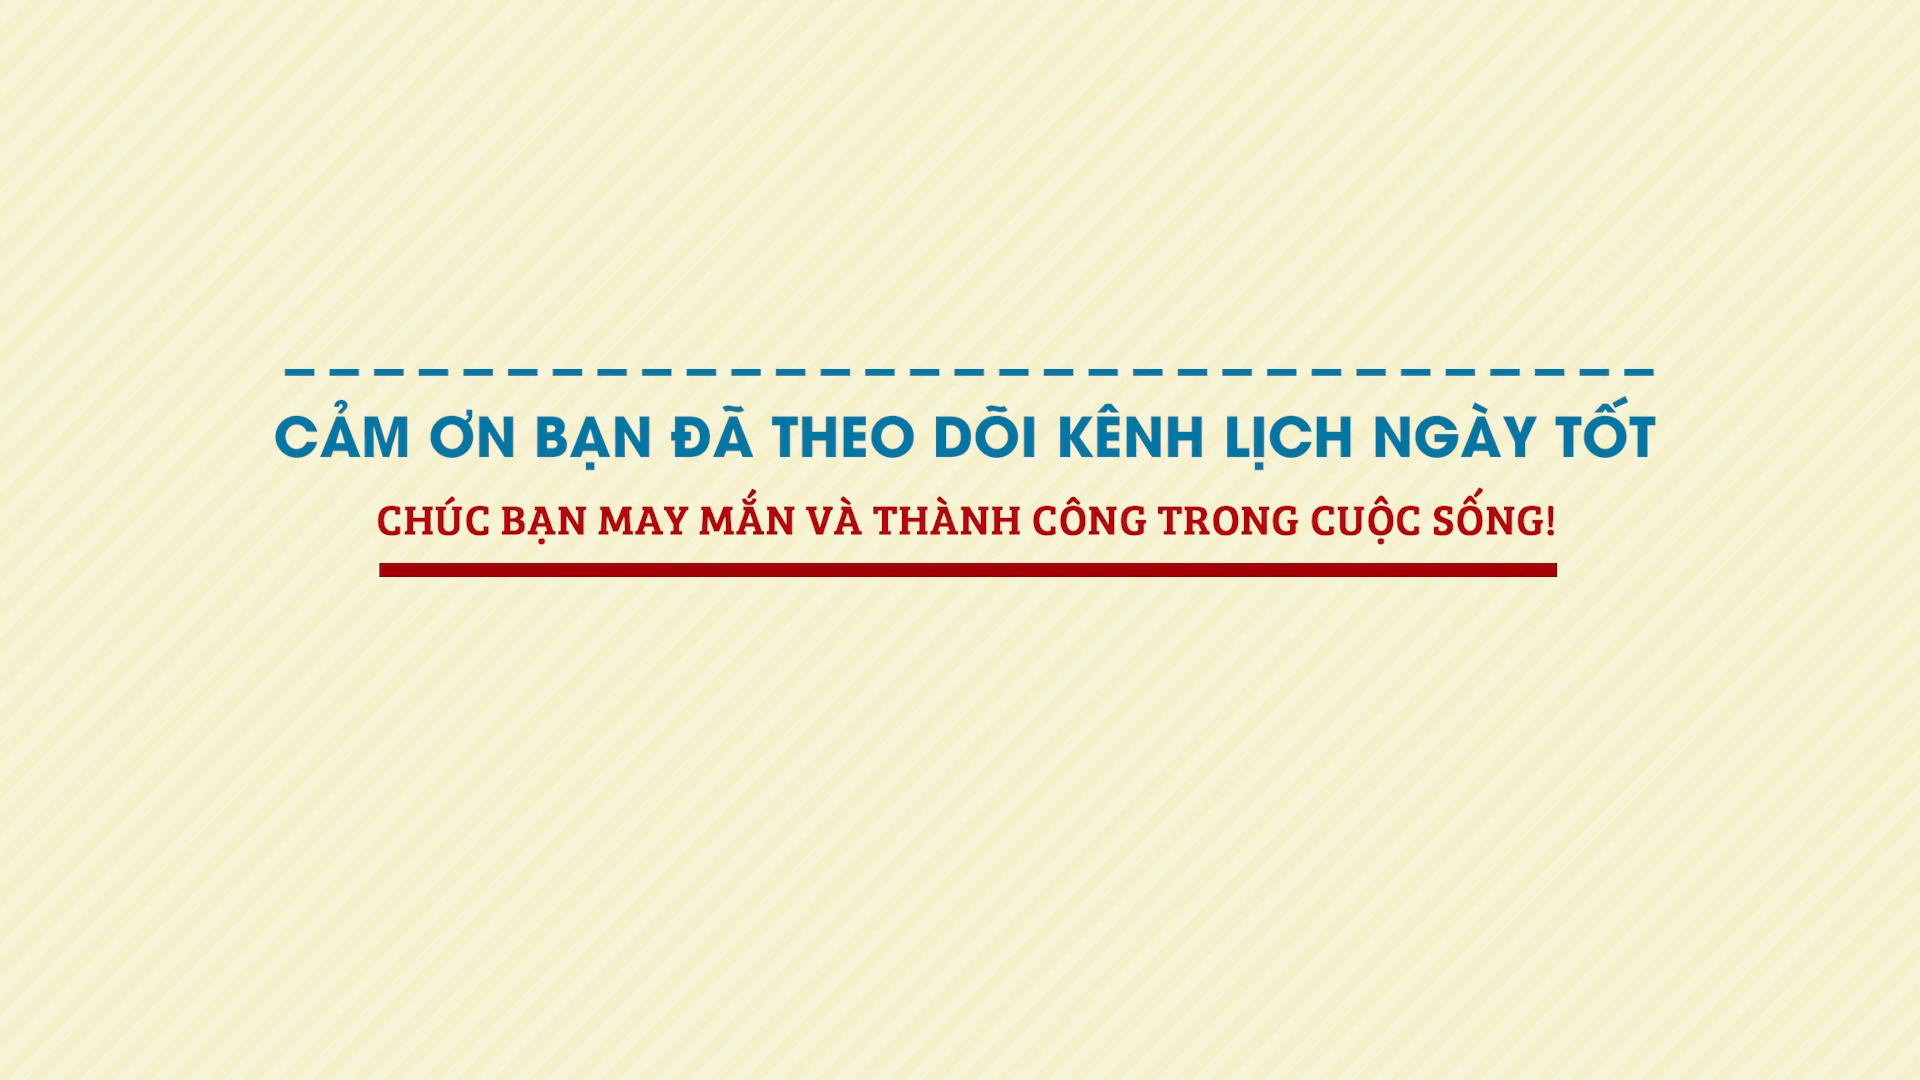 CẢM ƠN BẠN ĐÃ THEO DÕI KÊNH LỊCH NGÀY TỐT
CHÚC BẠN MAY MẮN VÀ THÀNH CÔNG TRONG CUỘC SỐNG!